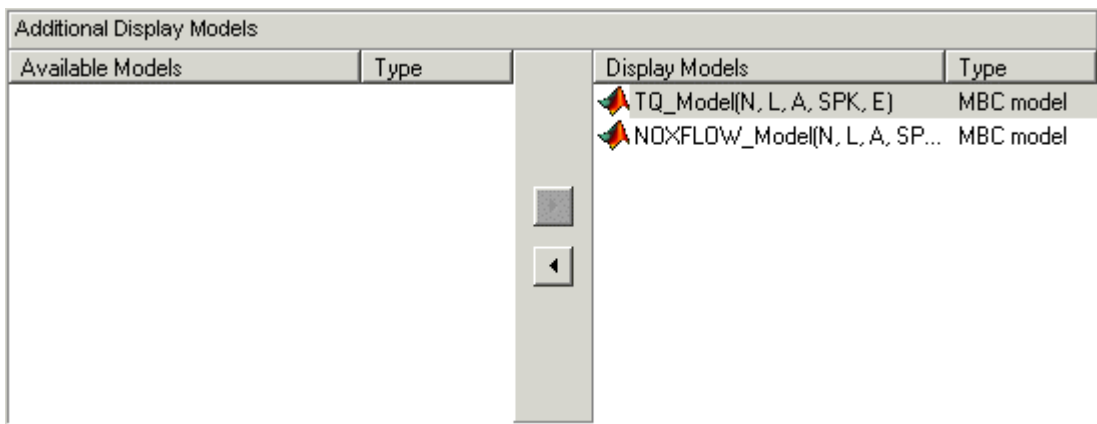 Additional Display Models
Available Models Type Display Models Type
TQ_Model(N, L, A, SPK, E) MBC model
NOXFLOW_Model(N, L, A, SP... MBC model